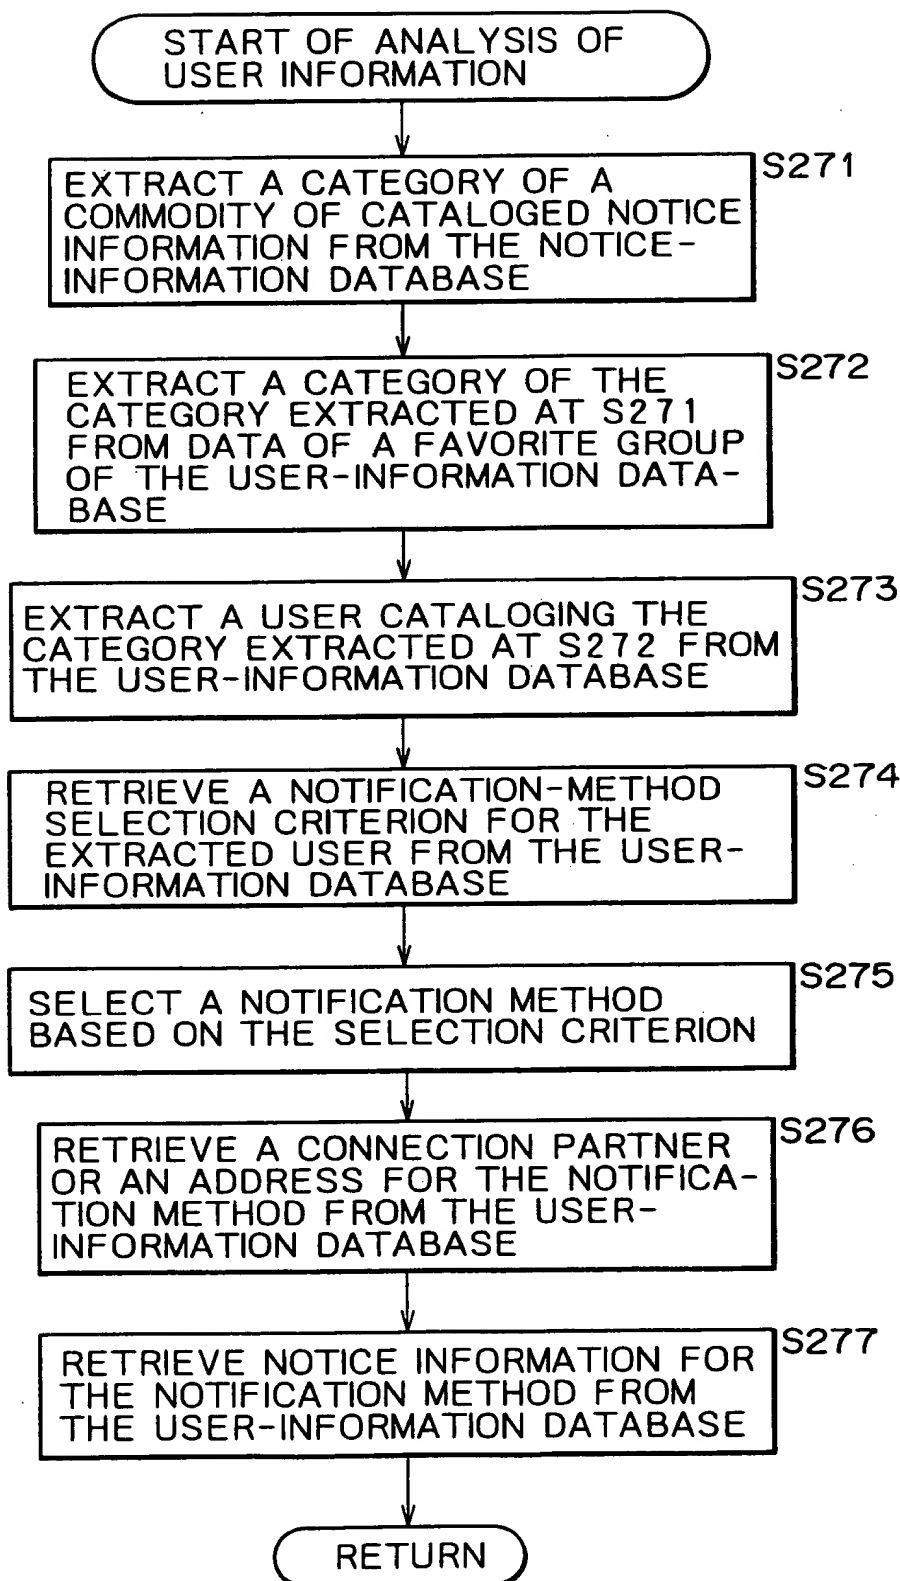 START OF ANALYSIS OF
USER INFORMATION
S271
EXTRACT A CATEGORY OF A
COMMODITY OF CATALOGED NOTICE
INFORMATION FROM THE NOTICE-
INFORMATION DATABASE
S272
EXTRACT A CATEGORY OF THE
CATEGORY EXTRACTED AT S271
FROM DATA OF A FAVORITE GROUP
OF THE USER-INFORMATION DATA-
BASE
S273
EXTRACT A USER CATALOGING THE
CATEGORY EXTRACTED AT S272 FROM
THE USER-INFORMATION DATABASE
S274
RETRIEVE A NOTIFICATION-METHOD
SELECTION CRITERION FOR THE
EXTRACTED USER FROM THE USER-
INFORMATION DATABASE
S275
SELECT A NOTIFICATION METHOD
BASED ON THE SELECTION CRITERION
S276
RETRIEVE A CONNECTION PARTNER
OR AN ADDRESS FOR THE NOTIFICA-
TION METHOD FROM THE USER-
INFORMATION DATABASE
S277
RETRIEVE NOTICE INFORMATION FOR
THE NOTIFICATION METHOD FROM
THE USER-INFORMATION DATABASE
RETURN